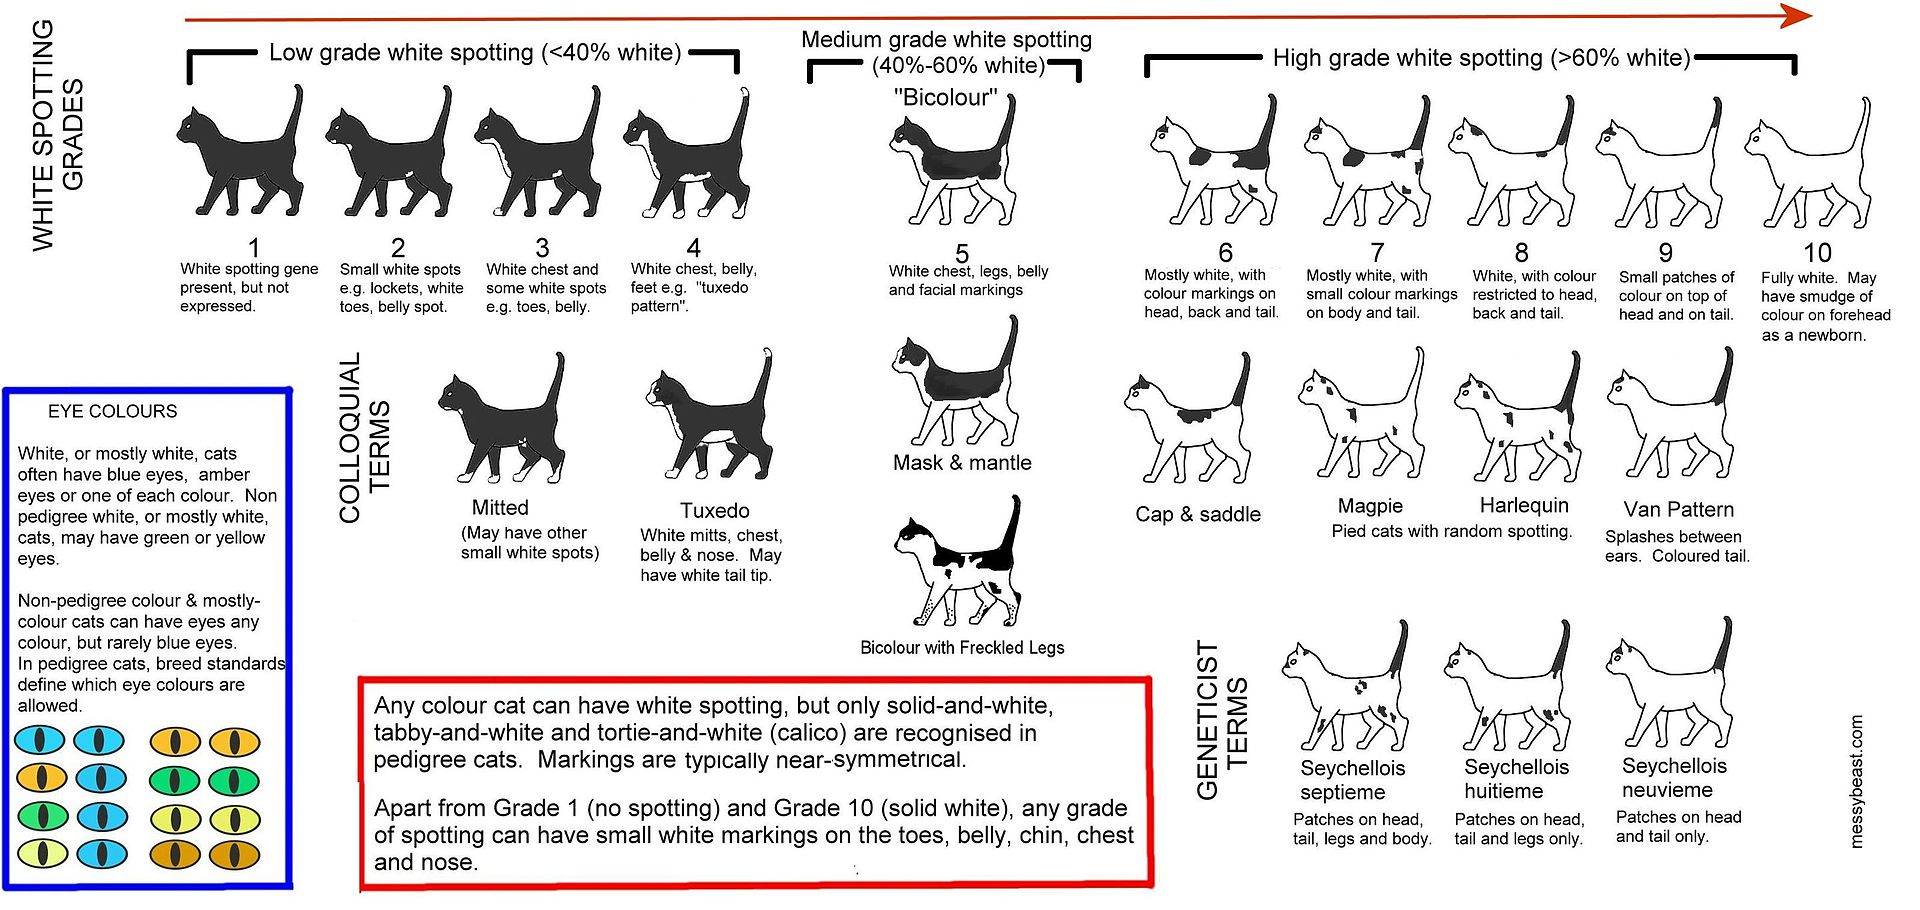 WHITE SPOTTING
GRADES
Low grade white spotting (<40% white)
Medium grade white spotting
(40%-60% white)
"Bicolour"
High grade white spotting (>60% white)
1
White spotting gene
present, but not
expressed.
2
Small white spots
e.g. lockets, white
toes, belly spot.
3
White chest and
some white spots
e.g. toes, belly.
4
White chest, belly,
feet e.g. "tuxedo
pattern".
5
White chest, legs, belly
and facial markings
6
Mostly white, with
colour markings on
head, back and tail.
7
Mostly white, with
small colour markings
on body and tail.
8
White, with colour
restricted to head,
back and tail.
9
Small patches of
colour on top of
head and on tail.
10
Fully white. May
have smudge of
colour on forehead
as a newborn.
COLLOQUIAL
TERMS
Mitted
(May have other
small white spots)
Tuxedo
White mitts, chest,
belly & nose. May
have white tail tip.
Mask & mantle
Bicolour with Freckled Legs
Cap & saddle
Magpie
Harlequin
Pied cats with random spotting.
Van Pattern
Splashes between
ears. Coloured tail.
GENETICIST
TERMS
Seychellois
septieme
Patches on head,
tail, legs and body.
Seychellois
huitieme
Patches on head,
tail and legs only.
Seychellois
neuvieme
Patches on head
and tail only.
EYE COLOURS
White, or mostly white, cats
often have blue eyes, amber
eyes or one of each colour. Non
pedigree white, or mostly white,
cats, may have green or yellow
eyes.
Non-pedigree colour & mostly-
colour cats can have eyes any
colour, but rarely blue eyes.
In pedigree cats, breed standards
define which eye colours are
allowed.
Any colour cat can have white spotting, but only solid-and-white,
tabby-and-white and tortie-and-white (calico) are recognised in
pedigree cats. Markings are typically near-symmetrical.
Apart from Grade 1 (no spotting) and Grade 10 (solid white), any grade
of spotting can have small white markings on the toes, belly, chin, chest
and nose.
messybeast.com